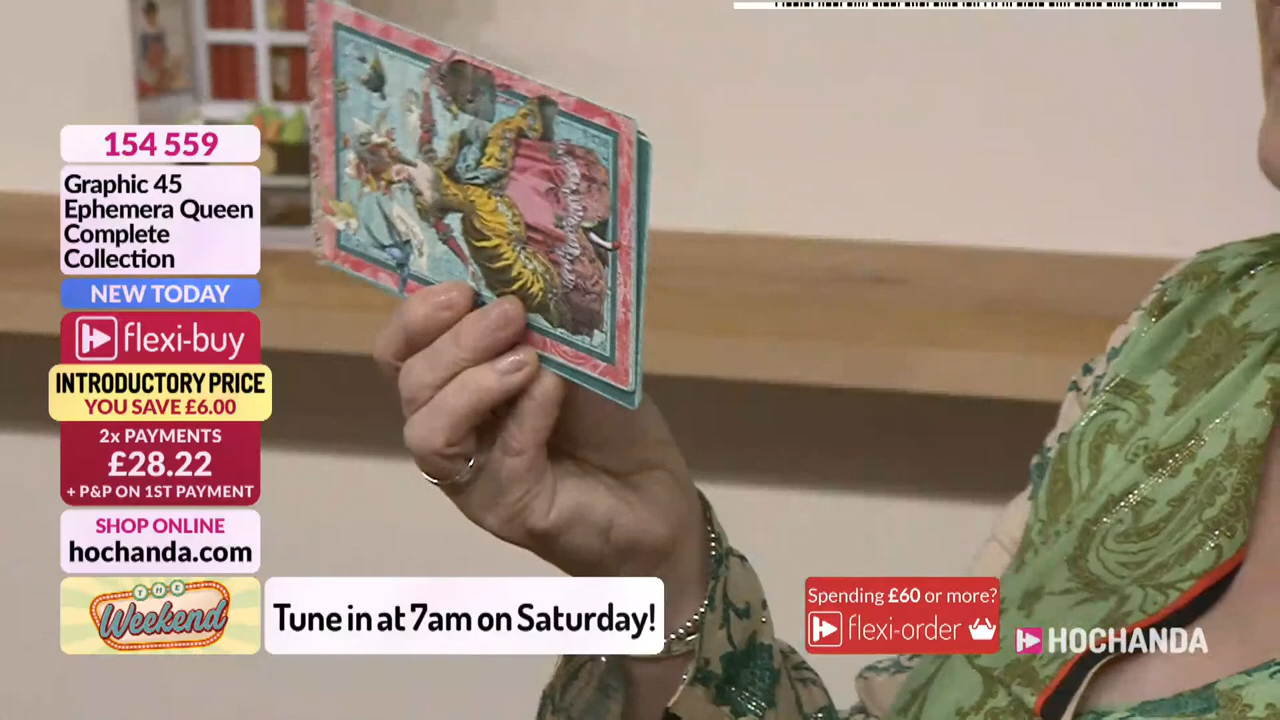 154 559
Graphic 45
Ephemera Queen
Complete
Collection
NEW TODAY
flexi-buy
INTRODUCTORY PRICE
YOU SAVE £6.00
2x PAYMENTS
£28.22
+ P&P ON 1ST PAYMENT
SHOP ONLINE
hochanda.com
THE
Weekend
Tune in at 7am on Saturday!
Spending £60 or more?
flexi-order
HOCHANDA